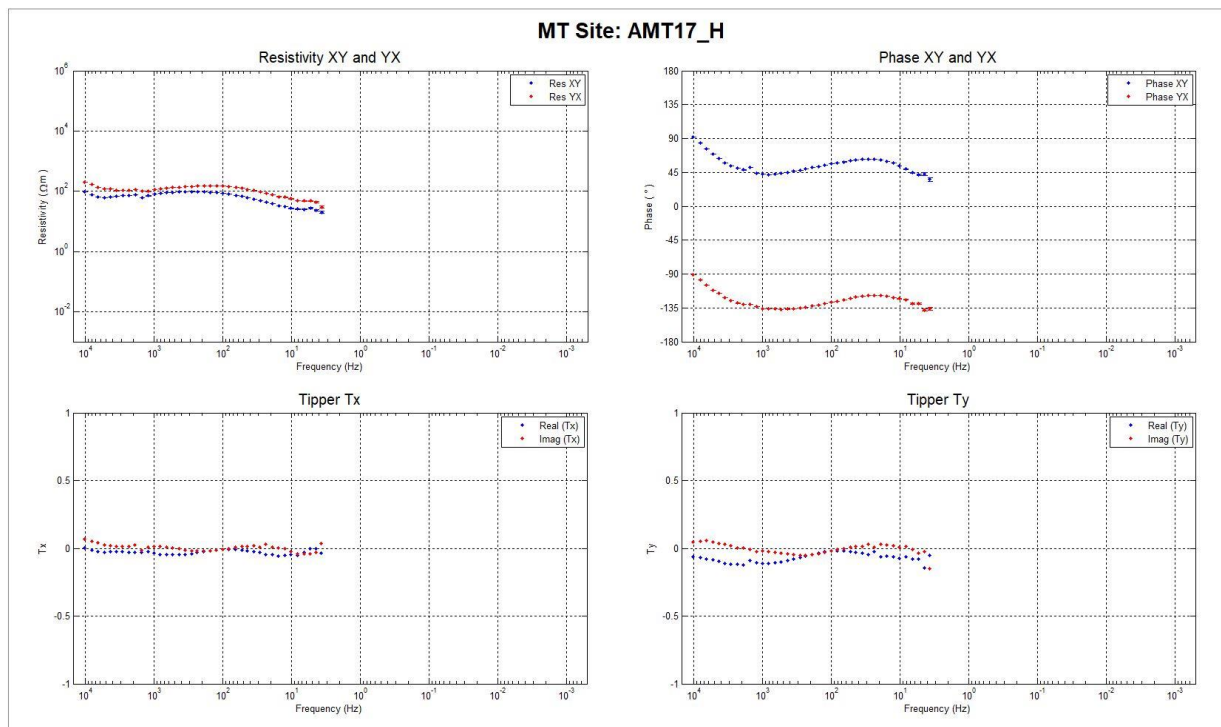 MT Site: AMT17_H
Resistivity XY and YX
10^6
10^4
10^2
10^0
10^-2
Resistivity (Ωm)
Res XY
Res YX
10^4 10^3 10^2 10^1 10^0 10^-1 10^-2 10^-3
Frequency (Hz)
Phase XY and YX
180
135
90
45
0
-45
-90
-135
-180
Phase (°)
Phase XY
Phase YX
10^4 10^3 10^2 10^1 10^0 10^-1 10^-2 10^-3
Frequency (Hz)
Tipper Tx
1
0.5
0
-0.5
-1
Tx
Real (Tx)
Imag (Tx)
10^4 10^3 10^2 10^1 10^0 10^-1 10^-2 10^-3
Frequency (Hz)
Tipper Ty
1
0.5
0
-0.5
-1
Ty
Real (Ty)
Imag (Ty)
10^4 10^3 10^2 10^1 10^0 10^-1 10^-2 10^-3
Frequency (Hz)